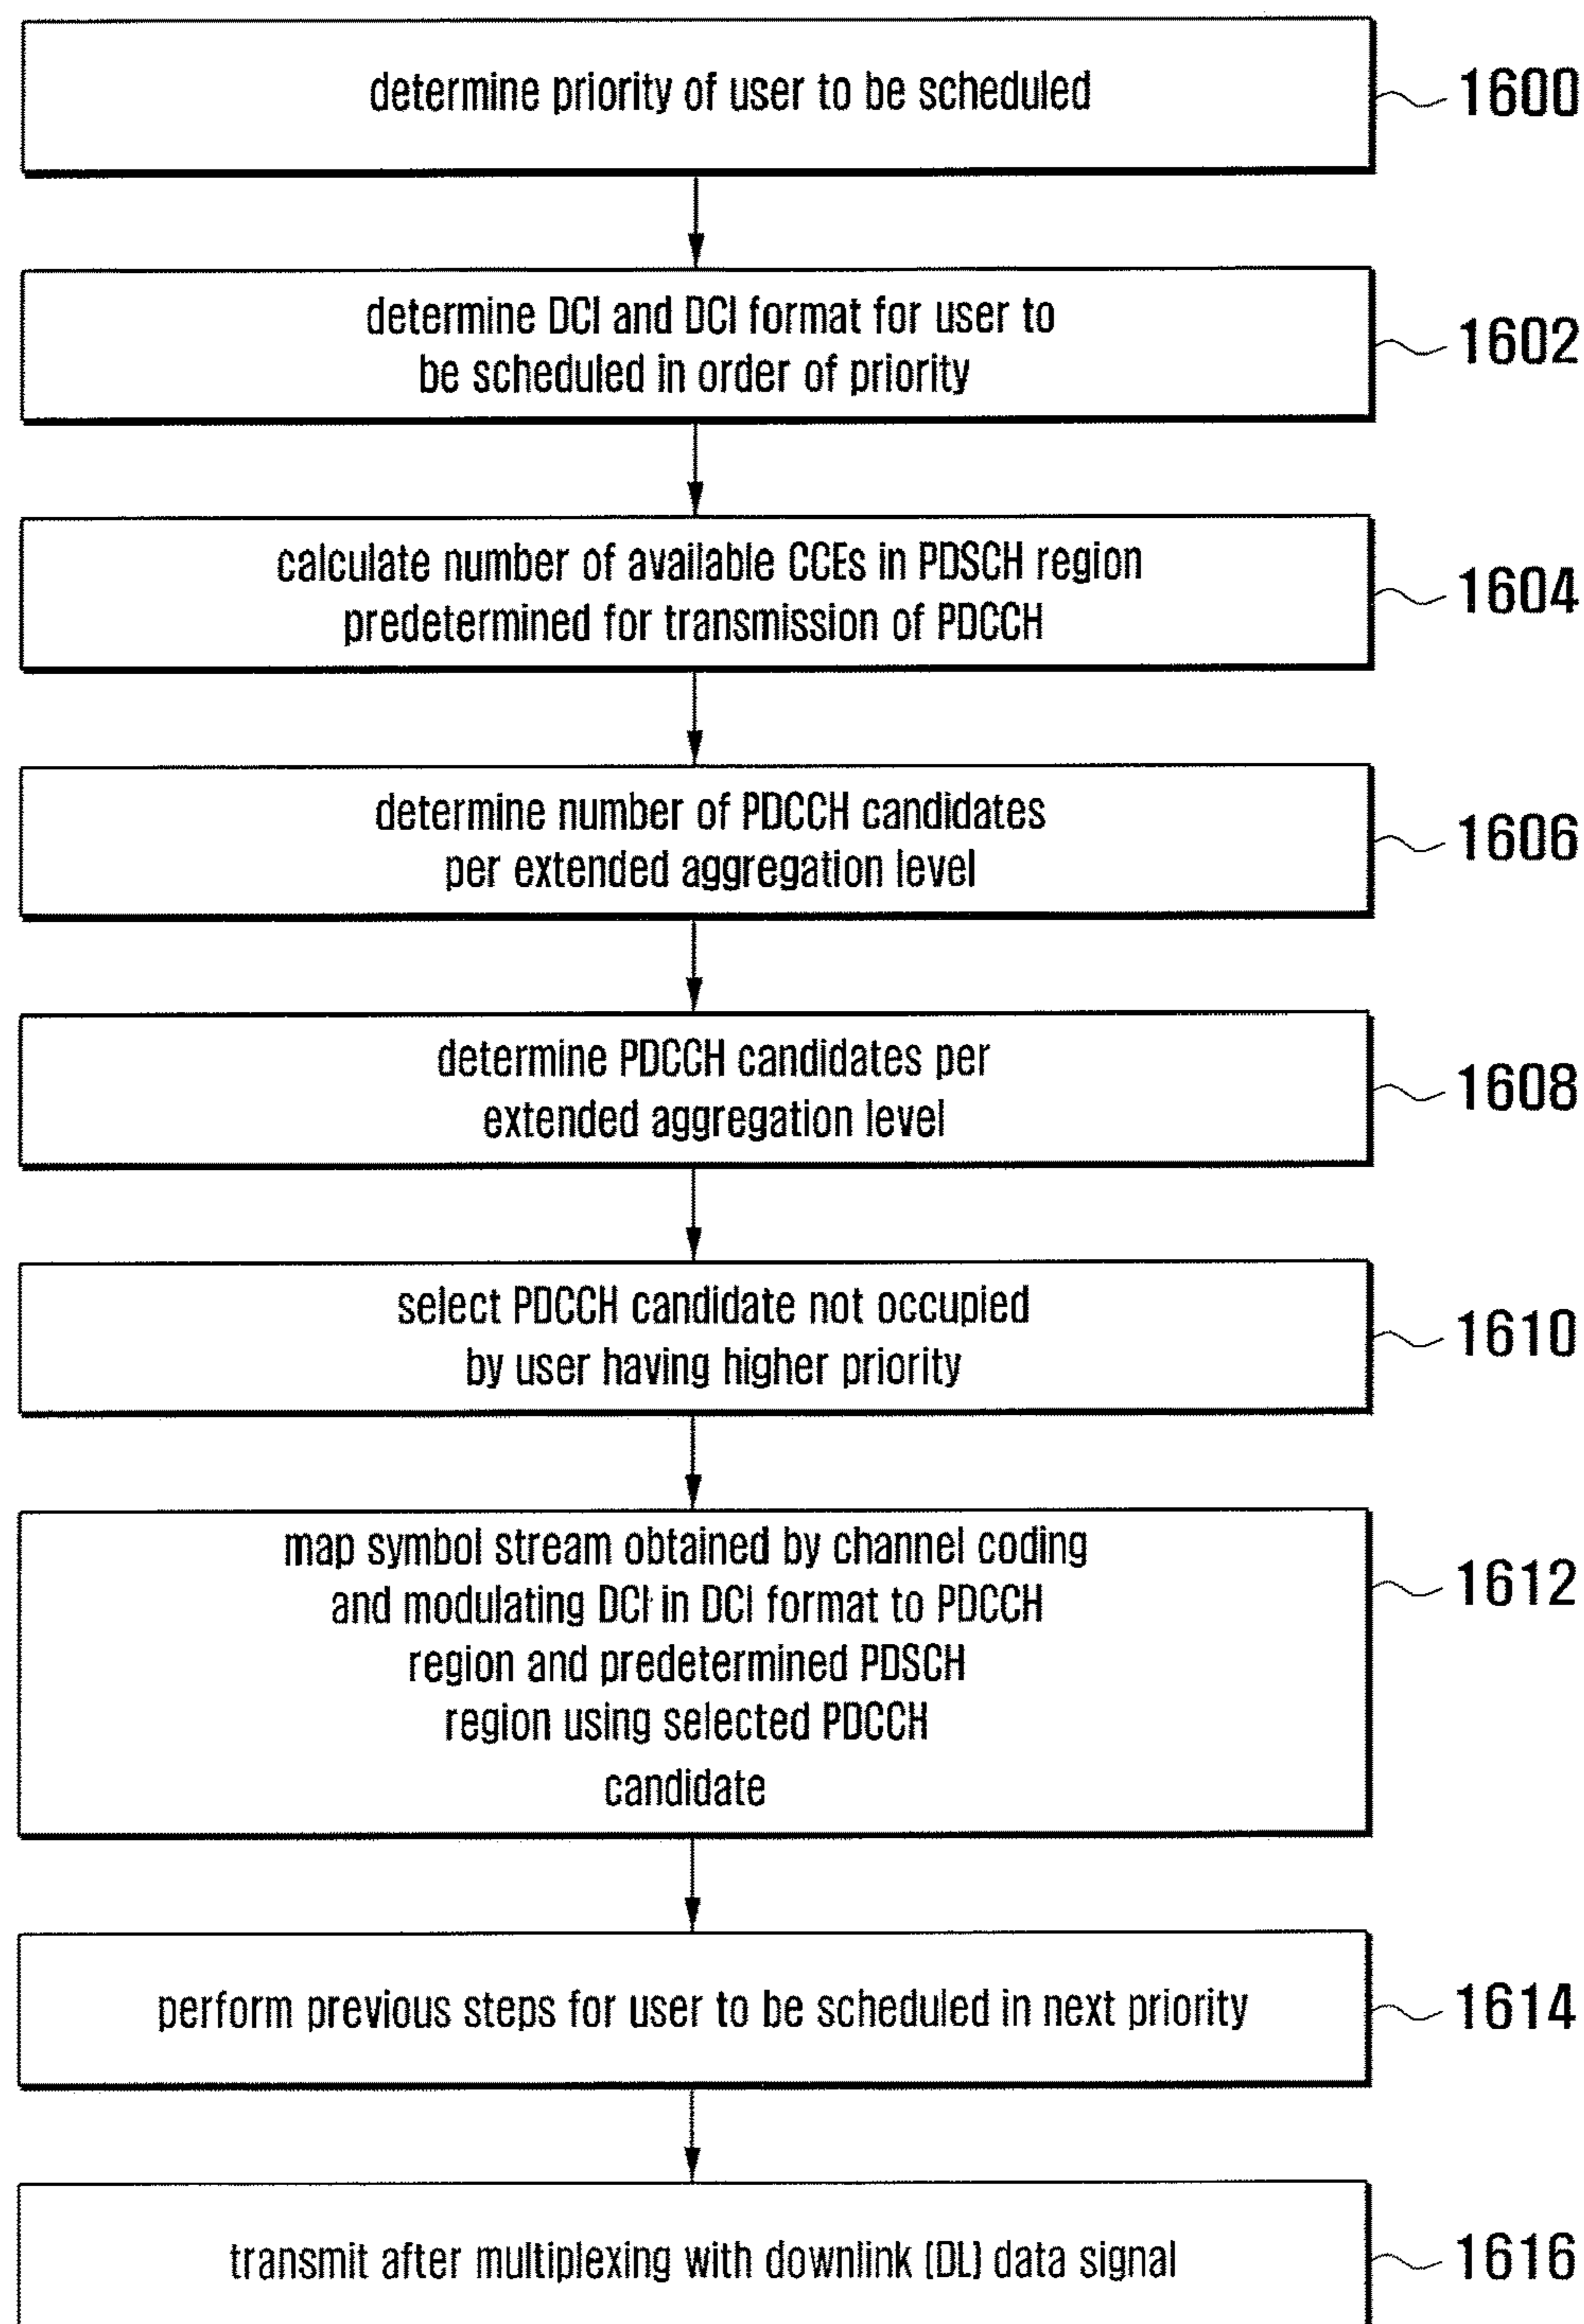 determine priority of user to be scheduled
1600
determine DCI and DCI format for user to
be scheduled in order of priority
1602
calculate number of available CCEs in PDSCH region
predetermined for transmission of PDCCH
1604
determine number of PDCCH candidates
per extended aggregation level
1606
determine PDCCH candidates per
extended aggregation level
1608
select PDCCH candidate not occupied
by user having higher priority
1610
map symbol stream obtained by channel coding
and modulating DCI in DCI format to PDCCH
region and predetermined PDSCH
region using selected PDCCH
candidate
1612
perform previous steps for user to be scheduled in next priority
1614
transmit after multiplexing with downlink (DL) data signal
1616